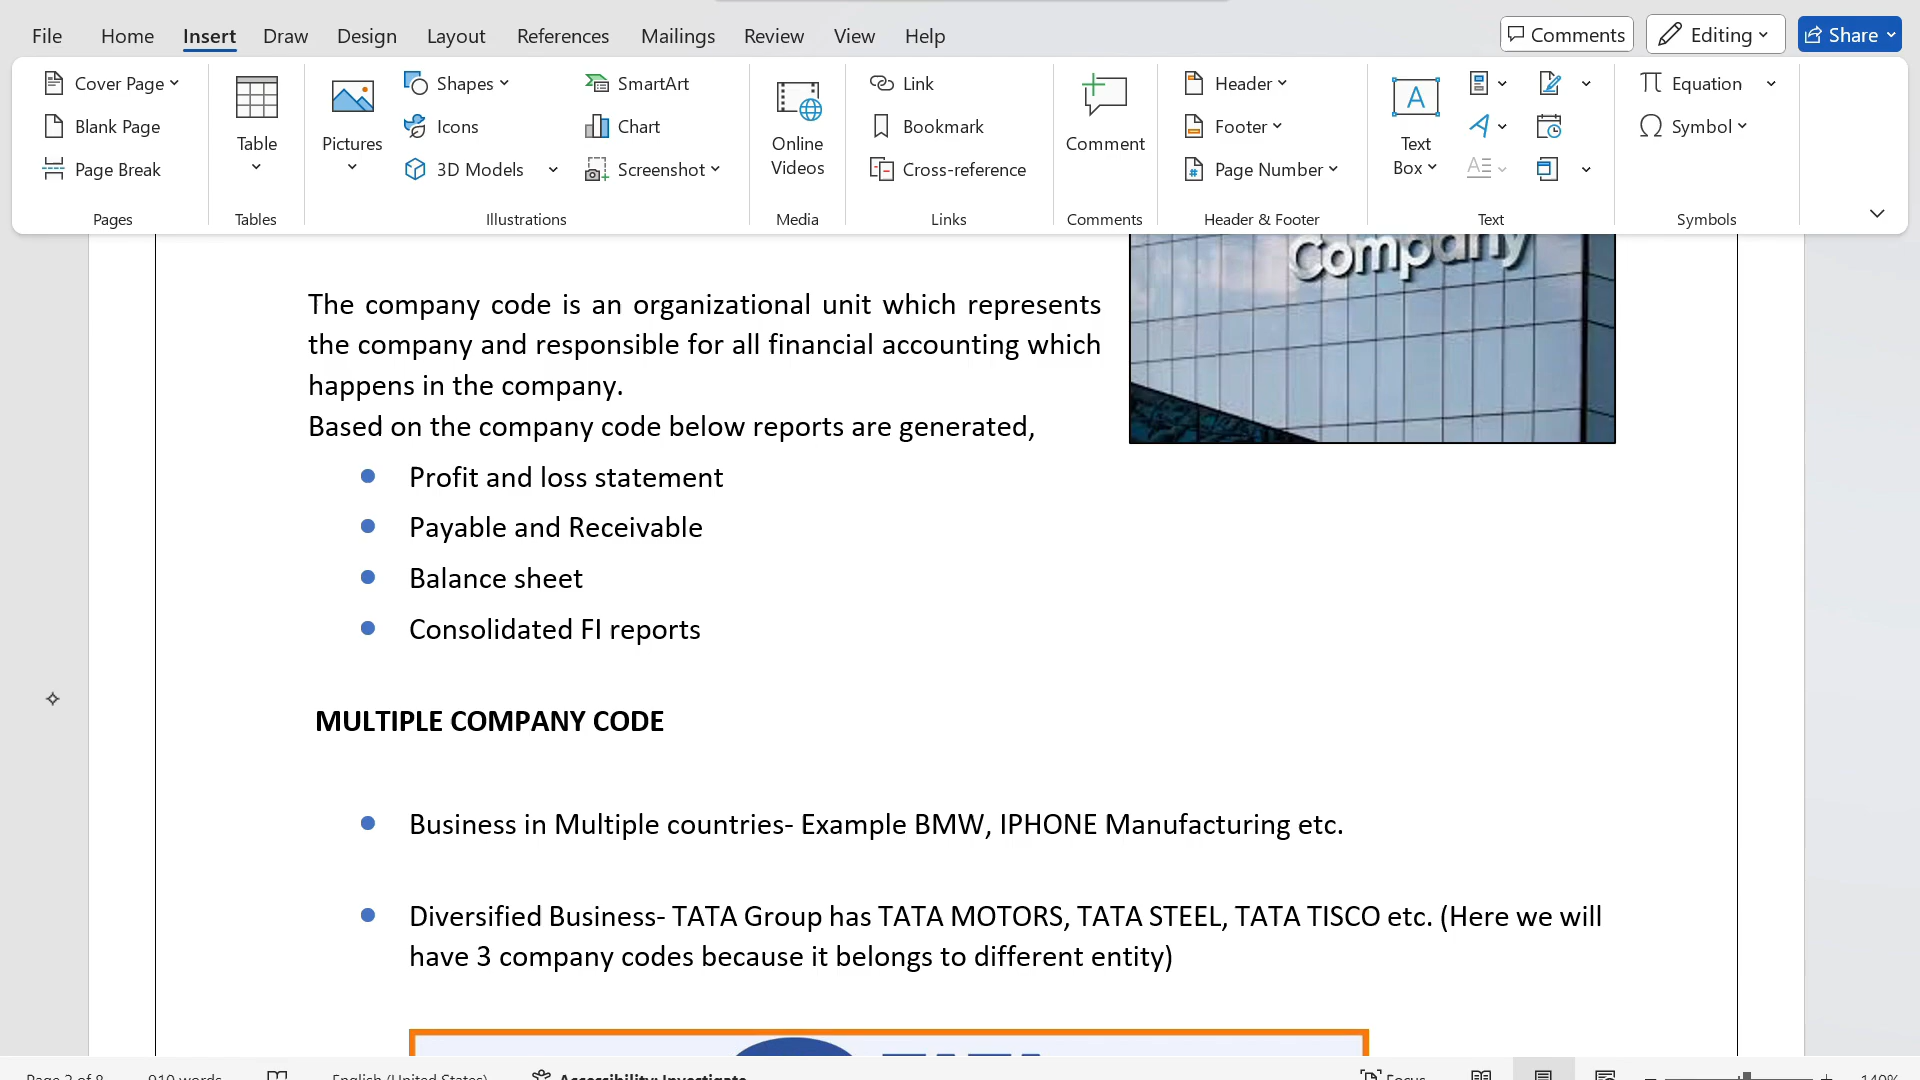 File Home Insert Draw Design Layout References Mailings Review View Help Comments Editing Share
Cover Page
Blank Page
Page Break
Pages
Table
Tables
Pictures
Shapes
Icons
3D Models
SmartArt
Chart
Screenshot
Illustrations
Online
Videos
Media
Link
Bookmark
Cross-reference
Links
Comment
Comments
Header
Footer
Page Number
Header & Footer
Text
Box
Text
Equation
Symbol
Symbols
Company
The company code is an organizational unit which represents
the company and responsible for all financial accounting which
happens in the company.
Based on the company code below reports are generated,
Profit and loss statement
Payable and Receivable
Balance sheet
Consolidated FI reports
MULTIPLE COMPANY CODE
Business in Multiple countries- Example BMW, IPHONE Manufacturing etc.
Diversified Business- TATA Group has TATA MOTORS, TATA STEEL, TATA TISCO etc. (Here we will
have 3 company codes because it belongs to different entity)
English (United States) Accessibility: Investigate Focus 140%